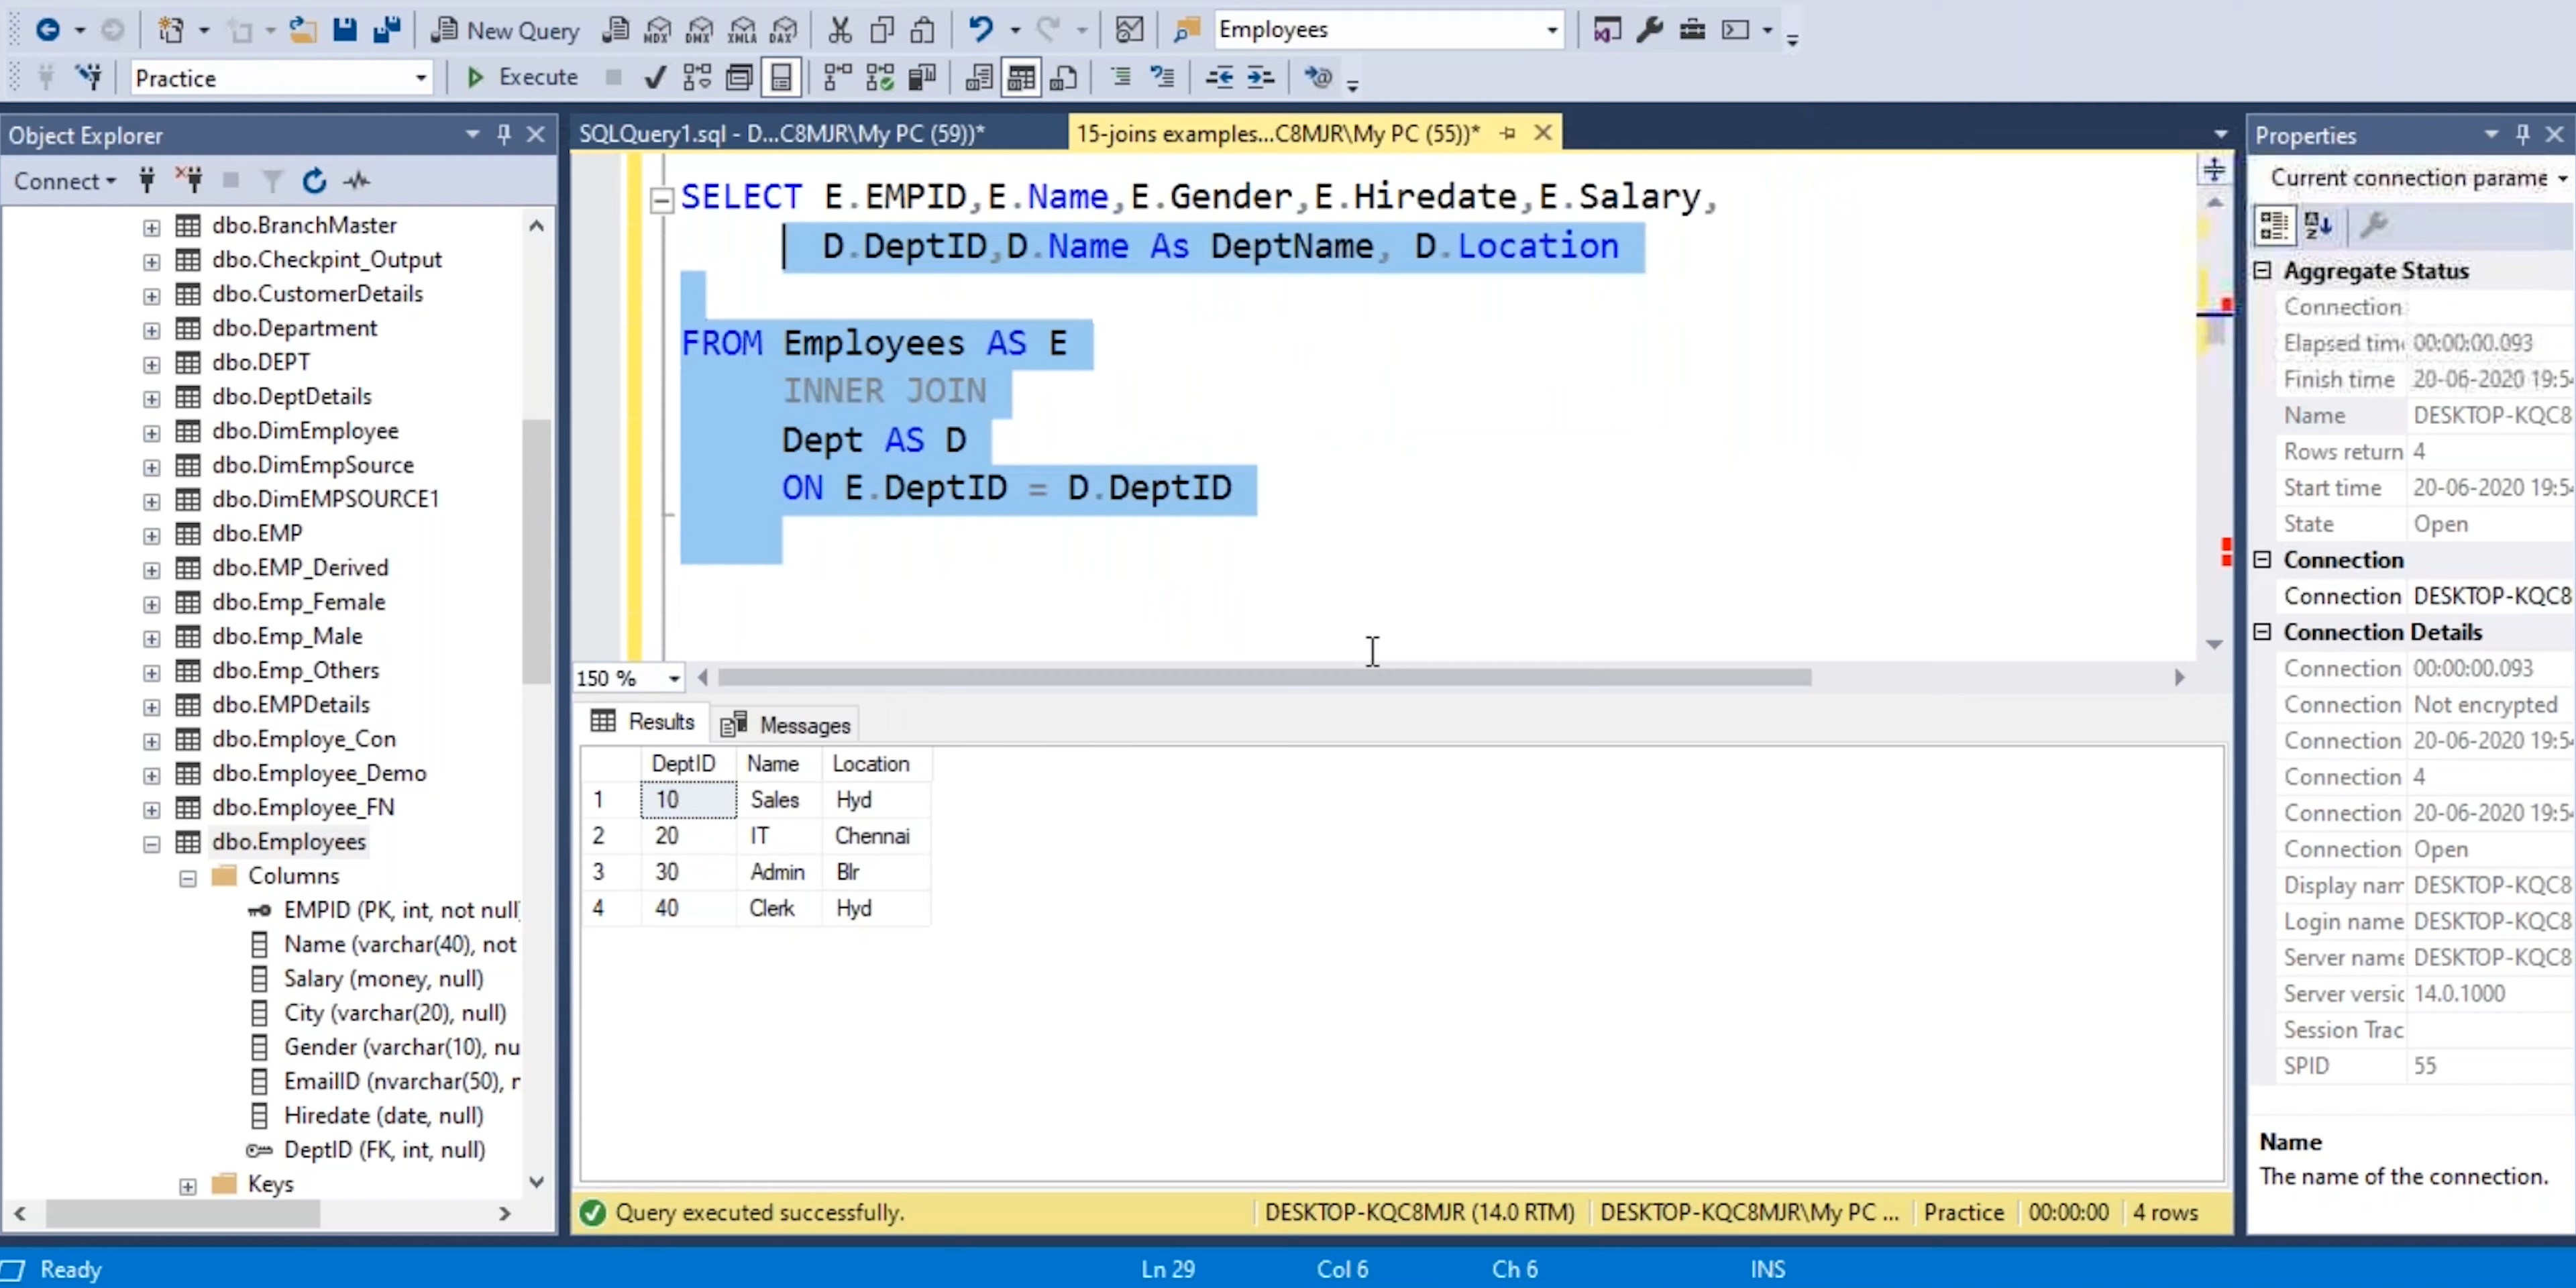 New Query
MDX DMX XMLA DAX
Employees
Practice
Execute
Object Explorer
Connect
dbo.BranchMaster
dbo.Checkpint_Output
dbo.CustomerDetails
dbo.Department
dbo.DEPT
dbo.DeptDetails
dbo.DimEmployee
dbo.DimEmpSource
dbo.DimEMPSOURCE1
dbo.EMP
dbo.EMP_Derived
dbo.Emp_Female
dbo.Emp_Male
dbo.Emp_Others
dbo.EMPDetails
dbo.Employe_Con
dbo.Employee_Demo
dbo.Employee_FN
dbo.Employees
Columns
EMPID (PK, int, not null)
Name (varchar(40), not
Salary (money, null)
City (varchar(20), null)
Gender (varchar(10), nu
EmailID (nvarchar(50), r
Hiredate (date, null)
DeptID (FK, int, null)
Keys
SQLQuery1.sql - D...C8MJR\My PC (59))*
15-joins examples...C8MJR\My PC (55))*
SELECT E.EMPID,E.Name,E.Gender,E.Hiredate,E.Salary,
D.DeptID,D.Name As DeptName, D.Location
FROM Employees AS E
INNER JOIN
Dept AS D
ON E.DeptID = D.DeptID
150 %
Results Messages
DeptID Name Location
1 10 Sales Hyd
2 20 IT Chennai
3 30 Admin Blr
4 40 Clerk Hyd
Query executed successfully. DESKTOP-KQC8MJR (14.0 RTM) DESKTOP-KQC8MJR\My PC ... Practice 00:00:00 4 rows
Properties
Current connection parame
Aggregate Status
Connection
Elapsed tim 00:00:00.093
Finish time 20-06-2020 19:54
Name DESKTOP-KQC8
Rows return 4
Start time 20-06-2020 19:54
State Open
Connection
Connection DESKTOP-KQC8
Connection Details
Connection 00:00:00.093
Connection Not encrypted
Connection 20-06-2020 19:54
Connection 4
Connection 20-06-2020 19:54
Connection Open
Display nam DESKTOP-KQC8
Login name DESKTOP-KQC8
Server name DESKTOP-KQC8
Server versic 14.0.1000
Session Trac
SPID 55
Name
The name of the connection.
Ready Ln 29 Col 6 Ch 6 INS